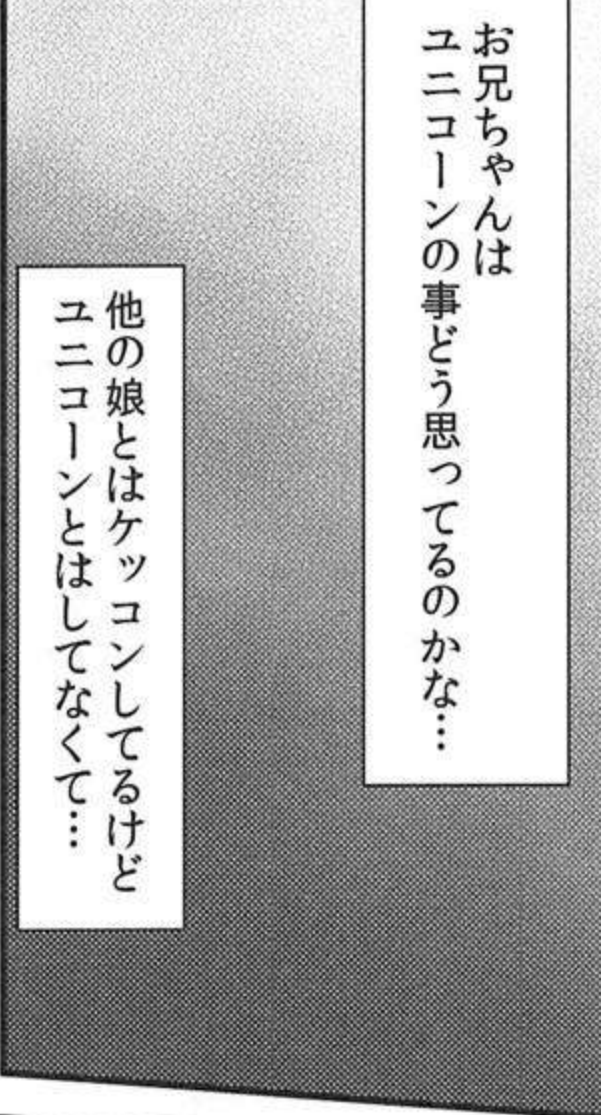 お兄ちゃんは
ユニコーンの事どう思ってるのかな…
他の娘とはケッコンしてるけど
ユニコーンとはしてなくて…